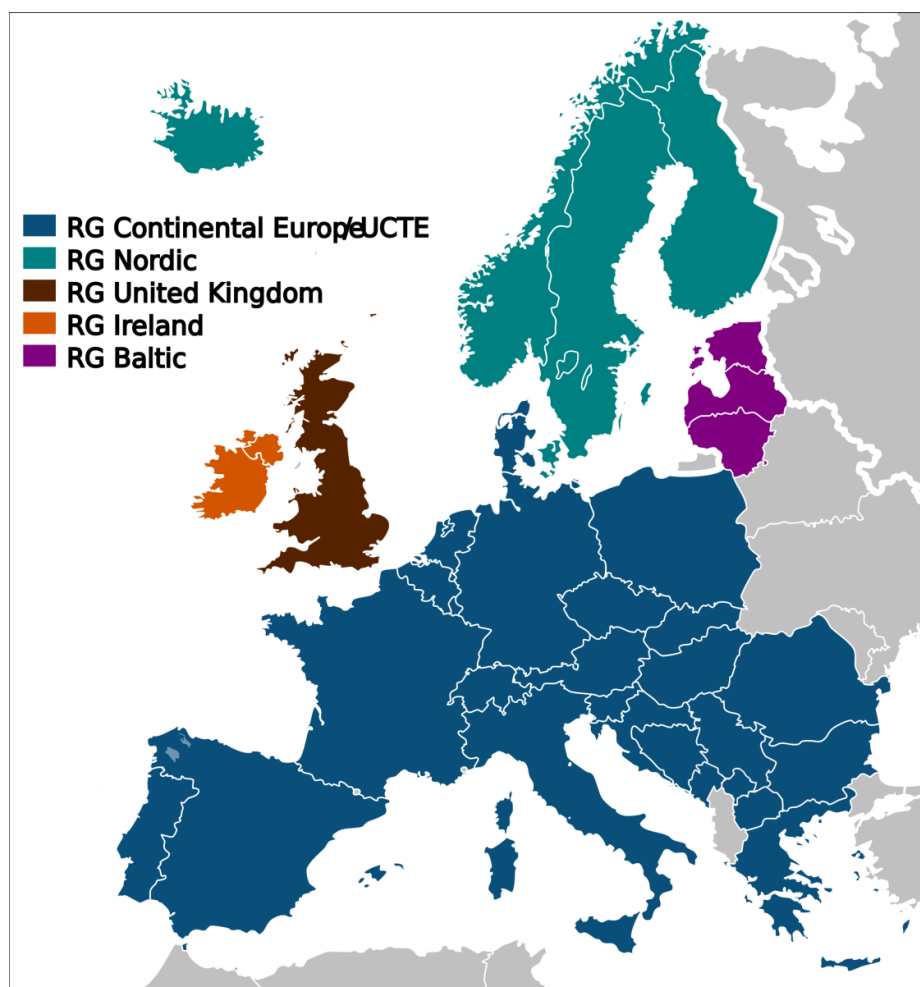 RG Continental Europe/UCTE
RG Nordic
RG United Kingdom
RG Ireland
RG Baltic